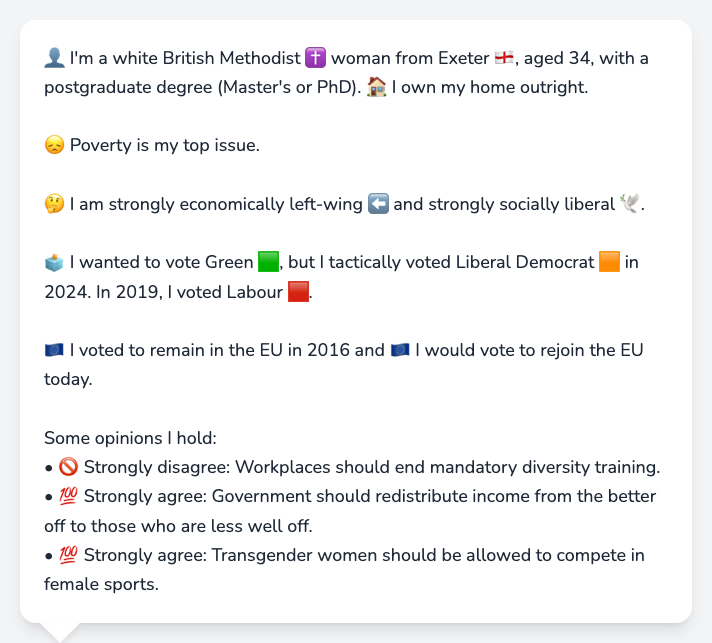 👤 I'm a white British Methodist ✝️ woman from Exeter 🏴󠁧󠁢󠁥󠁮󠁧󠁿, aged 34, with a
postgraduate degree (Master's or PhD). 🏠 I own my home outright.
😞 Poverty is my top issue.
🤔 I am strongly economically left-wing ⬅️ and strongly socially liberal 🕊️.
🗳️ I wanted to vote Green 🟩, but I tactically voted Liberal Democrat 🟧 in
2024. In 2019, I voted Labour 🟥.
🇪🇺 I voted to remain in the EU in 2016 and 🇪🇺 I would vote to rejoin the EU
today.
Some opinions I hold:
• 🚫 Strongly disagree: Workplaces should end mandatory diversity training.
• 💯 Strongly agree: Government should redistribute income from the better
off to those who are less well off.
• 💯 Strongly agree: Transgender women should be allowed to compete in
female sports.